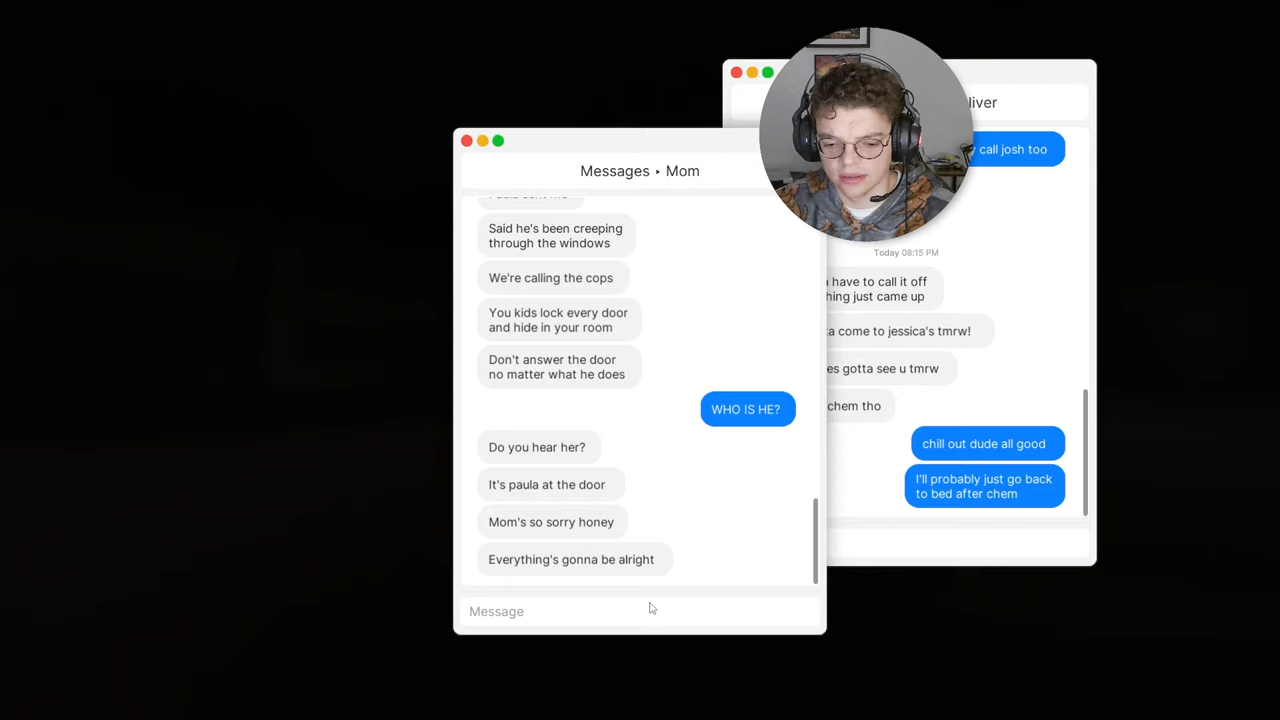 Messages ‣ Mom
Said he's been creeping
through the windows
We're calling the cops
You kids lock every door
and hide in your room
Don't answer the door
no matter what he does
WHO IS HE?
Do you hear her?
It's paula at the door
Mom's so sorry honey
Everything's gonna be alright
Message
call josh too
Today 08:15 PM
have to call it off
just came up
come to jessica's tmrw!
gotta see u tmrw
chem tho
chill out dude all good
I'll probably just go back
to bed after chem